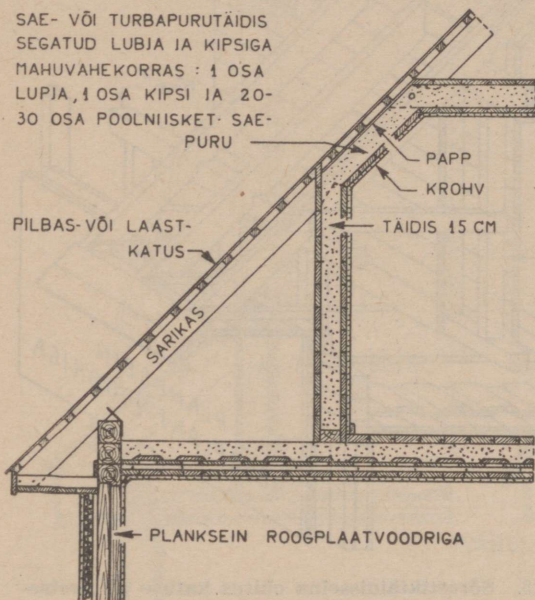 SAE- VÕI TURBAPURUTÄIDIS
SEGATUD LUBJA JA KIPSIGA
MAHUVAHEKORRAS : 1 OSA
LUPJA, 1 OSA KIPSI JA 20-
30 OSA POOLNIISKET SAE-
PURU
PAPP
KROHV
TÄIDIS 15 CM
PILBAS- VÕI LAAST-
KATUS
SARIKAS
PLANKSEIN ROOGPLAATVOODRIGA